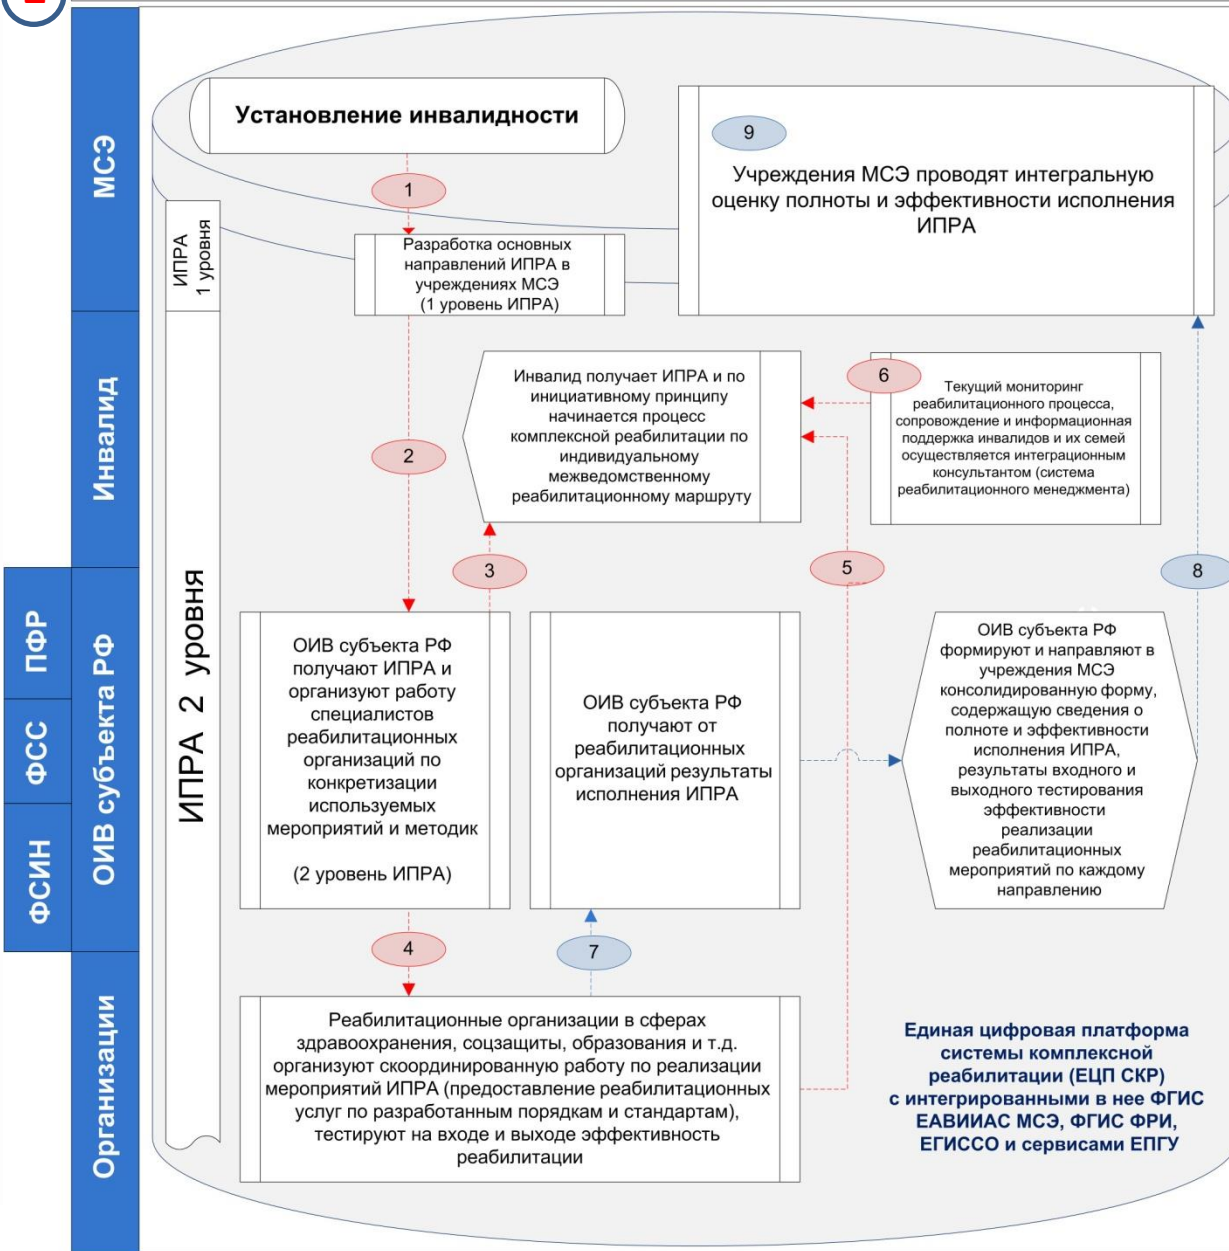 МСЭ
Инвалид
ПФР
ФСС
ФСИН
ОИВ субъекта РФ
Организации
ИПРА
1 уровня
ИПРА 2 уровня
Установление инвалидности
1
Разработка основных
направлений ИПРА в
учреждениях МСЭ
(1 уровень ИПРА)
9
Учреждения МСЭ проводят интегральную
оценку полноты и эффективности исполнения
ИПРА
2
Инвалид получает ИПРА и по
инициативному принципу
начинается процесс
комплексной реабилитации по
индивидуальному
межведомственному
реабилитационному маршруту
6
Текущий мониторинг
реабилитационного процесса,
сопровождение и информационная
поддержка инвалидов и их семей
осуществляется интеграционным
консультантом (система
реабилитационного менеджмента)
3
5
8
ОИВ субъекта РФ
получают ИПРА и
организуют работу
специалистов
реабилитационных
организаций по
конкретизации
используемых
мероприятий и методик
(2 уровень ИПРА)
ОИВ субъекта РФ
получают от
реабилитационных
организаций результаты
исполнения ИПРА
ОИВ субъекта РФ
формируют и направляют в
учреждения МСЭ
консолидированную форму,
содержащую сведения о
полноте и эффективности
исполнения ИПРА,
результаты входного и
выходного тестирования
эффективности
реализации
реабилитационных
мероприятий по каждому
направлению
4
7
Реабилитационные организации в сферах
здравоохранения, соцзащиты, образования и т.д.
организуют скоординированную работу по реализации
мероприятий ИПРА (предоставление реабилитационных
услуг по разработанным порядкам и стандартам),
тестируют на входе и выходе эффективность
реабилитации
Единая цифровая платформа
системы комплексной
реабилитации (ЕЦП СКР)
с интегрированными в нее ФГИС
ЕАВИИАС МСЭ, ФГИС ФРИ,
ЕГИССО и сервисами ЕПГУ